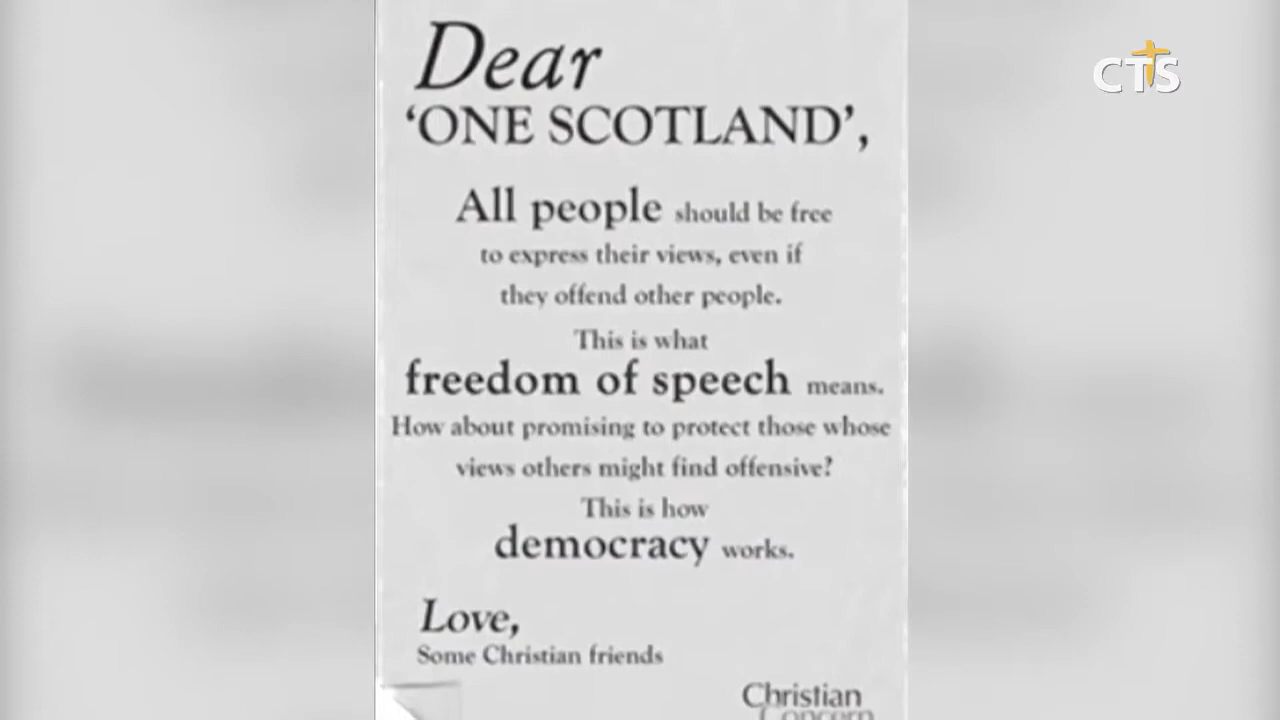 CTS
Dear
‘ONE SCOTLAND’,
All people should be free
to express their views, even if
they offend other people.
This is what
freedom of speech means.
How about promising to protect those whose
views others might find offensive?
This is how
democracy works.
Love,
Some Christian friends
Christian
Concern